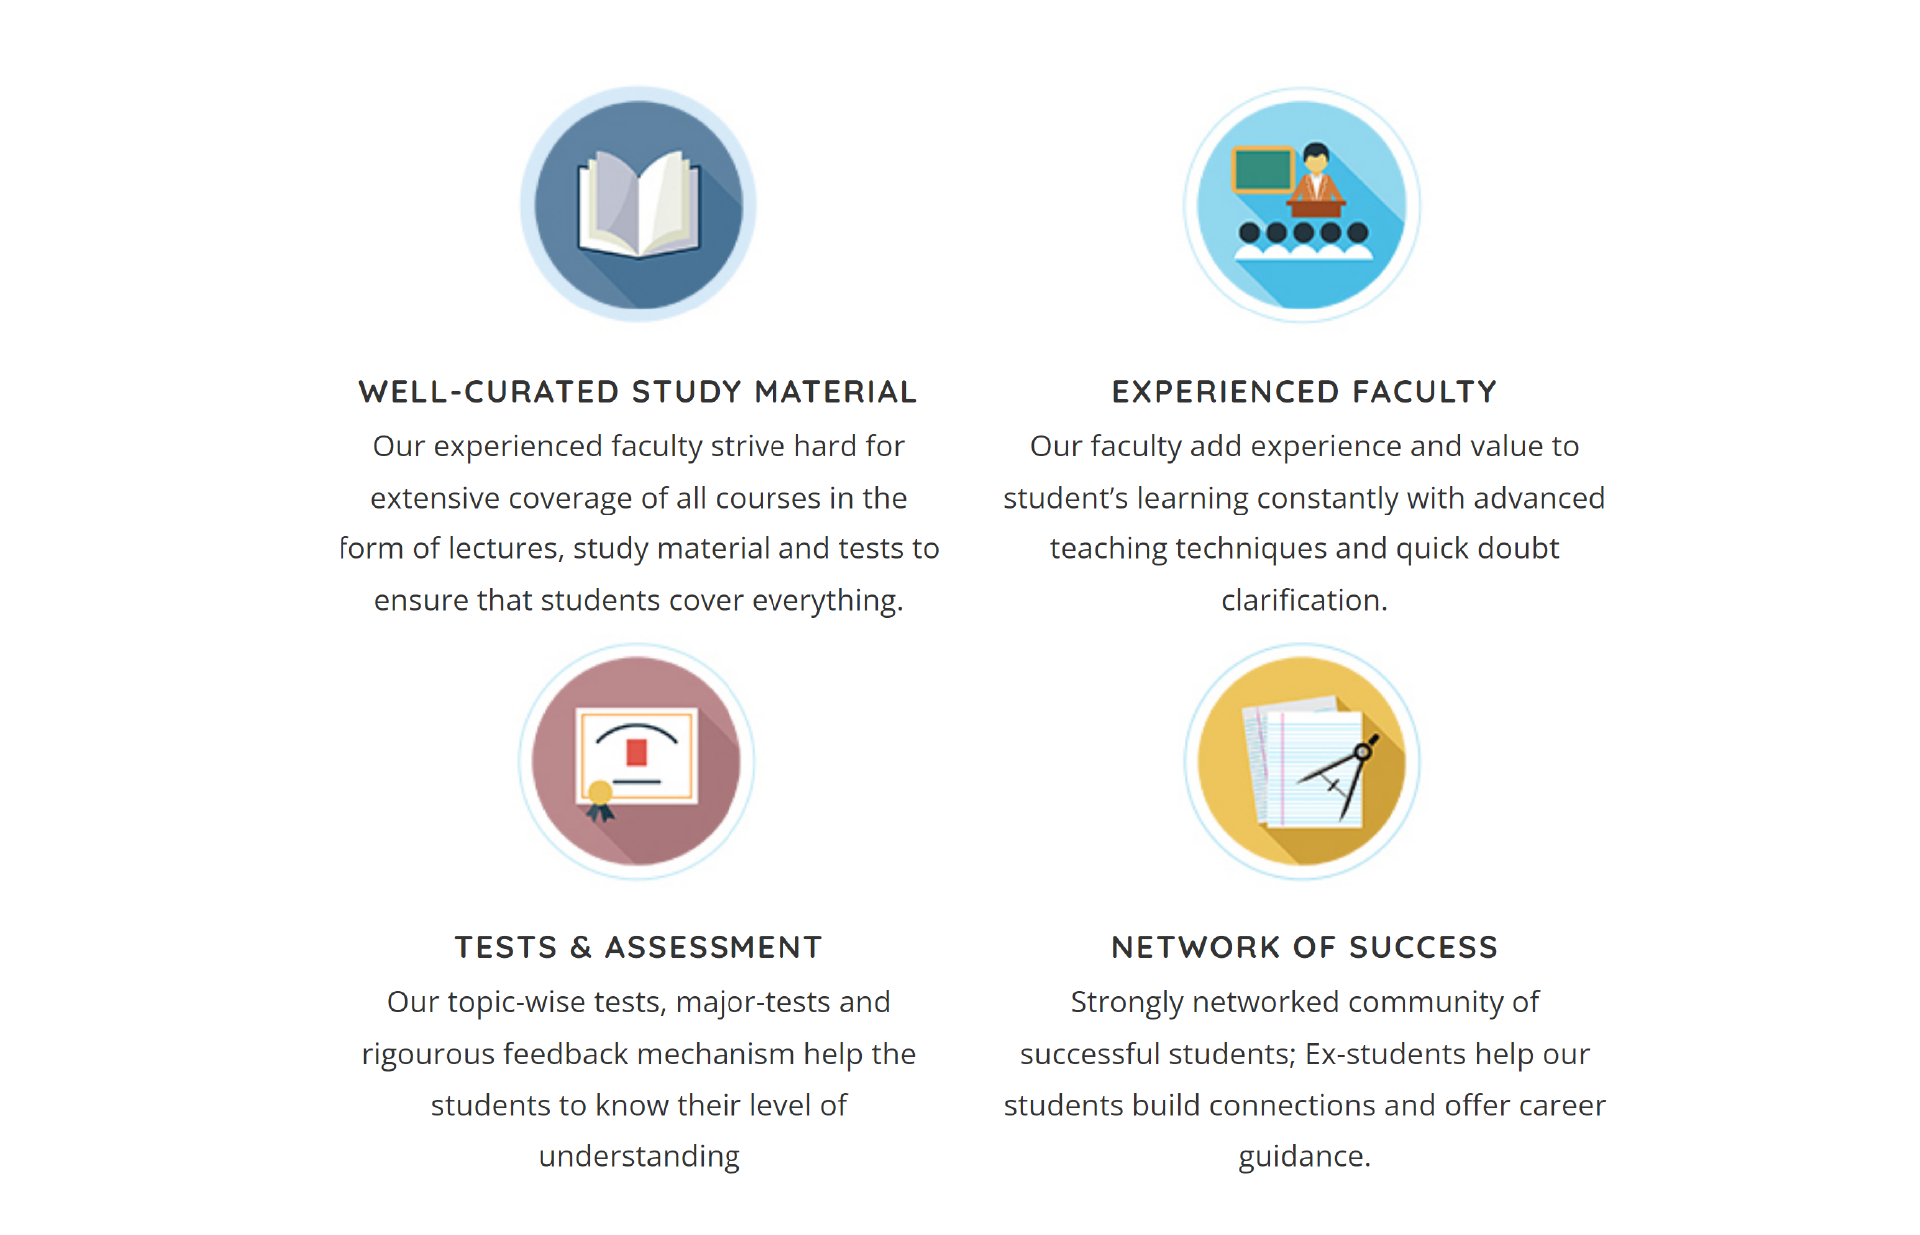 WELL-CURATED STUDY MATERIAL
Our experienced faculty strive hard for
extensive coverage of all courses in the
form of lectures, study material and tests to
ensure that students cover everything.
EXPERIENCED FACULTY
Our faculty add experience and value to
student’s learning constantly with advanced
teaching techniques and quick doubt
clarification.
TESTS & ASSESSMENT
Our topic-wise tests, major-tests and
rigourous feedback mechanism help the
students to know their level of
understanding
NETWORK OF SUCCESS
Strongly networked community of
successful students; Ex-students help our
students build connections and offer career
guidance.